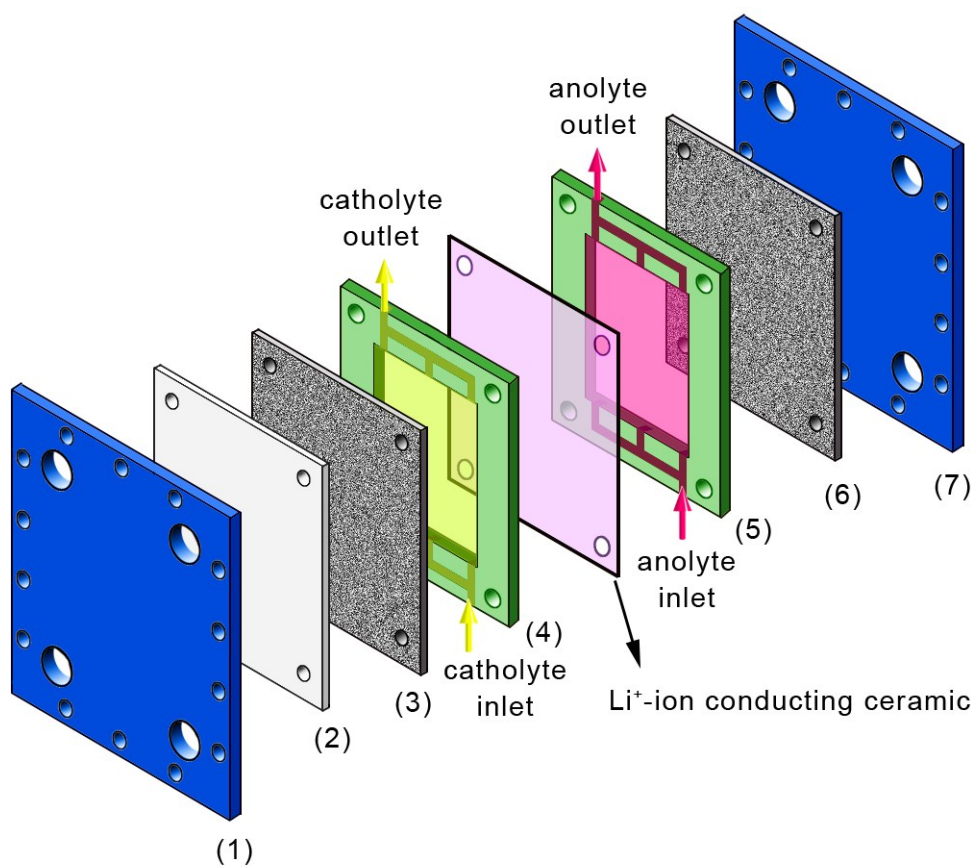 anolyte
outlet
catholyte
outlet
(7)
(6)
(5)
anolyte
inlet
(4)
catholyte
inlet
(3)
Li⁺-ion conducting ceramic
(2)
(1)